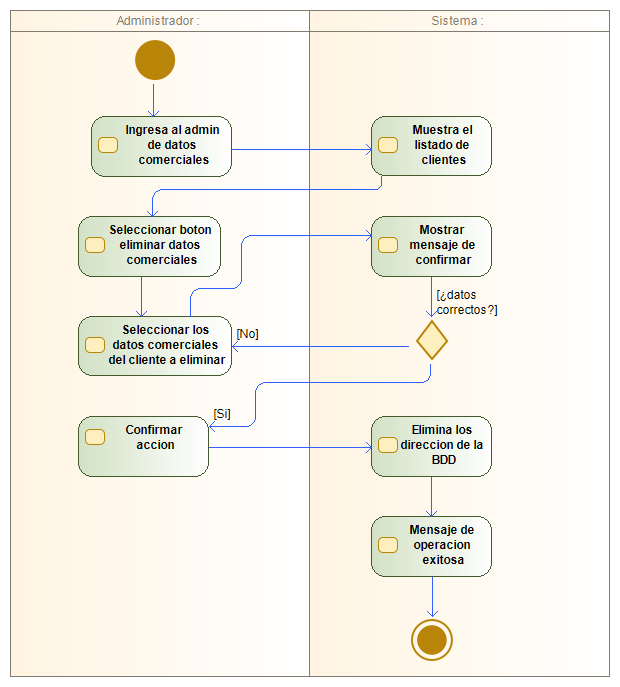 Administrador :
Sistema :
Ingresa al admin
de datos
comerciales
Muestra el
listado de
clientes
Seleccionar boton
eliminar datos
comerciales
Mostrar
mensaje de
confirmar
[¿datos
correctos?]
Seleccionar los
datos comerciales
del cliente a eliminar
[No]
[Si]
Confirmar
accion
Elimina los
direccion de la
BDD
Mensaje de
operacion
exitosa